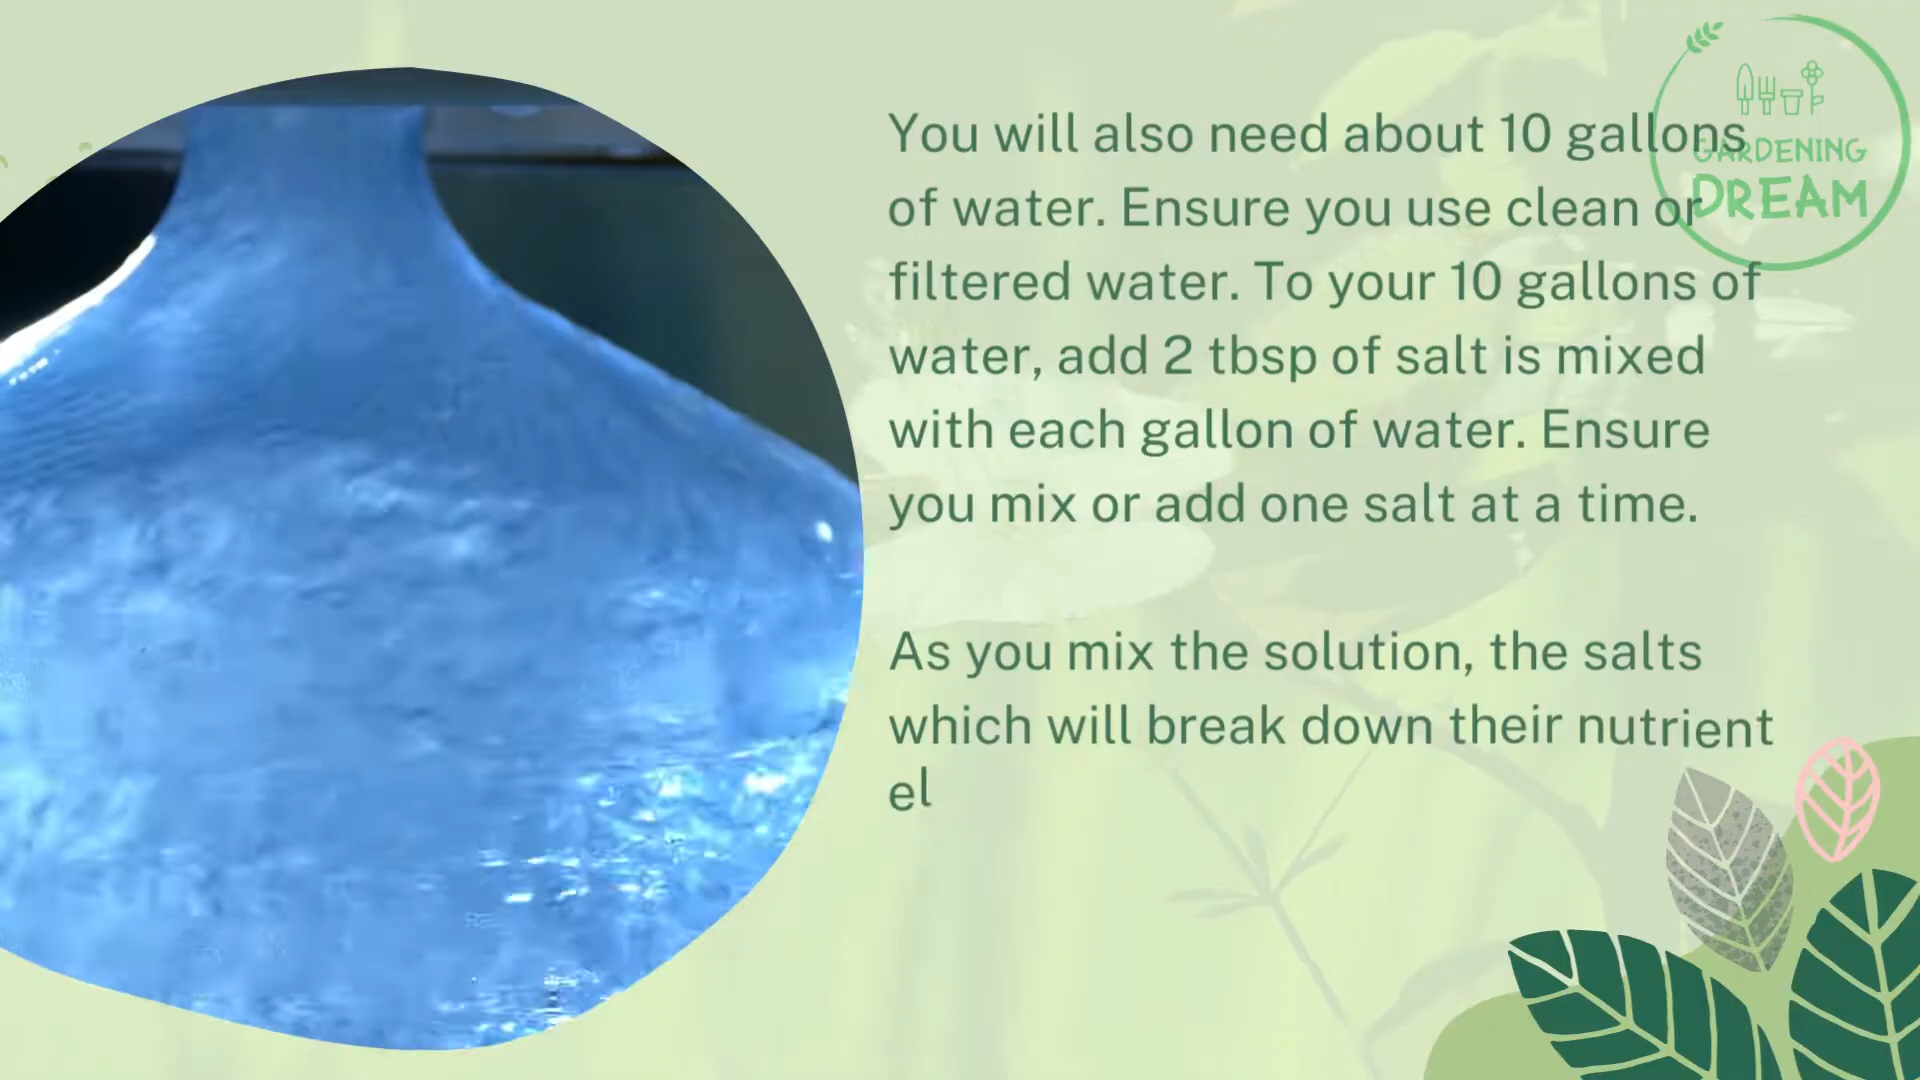 You will also need about 10 gallons
of water. Ensure you use clean or
filtered water. To your 10 gallons of
water, add 2 tbsp of salt is mixed
with each gallon of water. Ensure
you mix or add one salt at a time.
As you mix the solution, the salts
which will break down their nutrient
el
GARDENING
DREAM